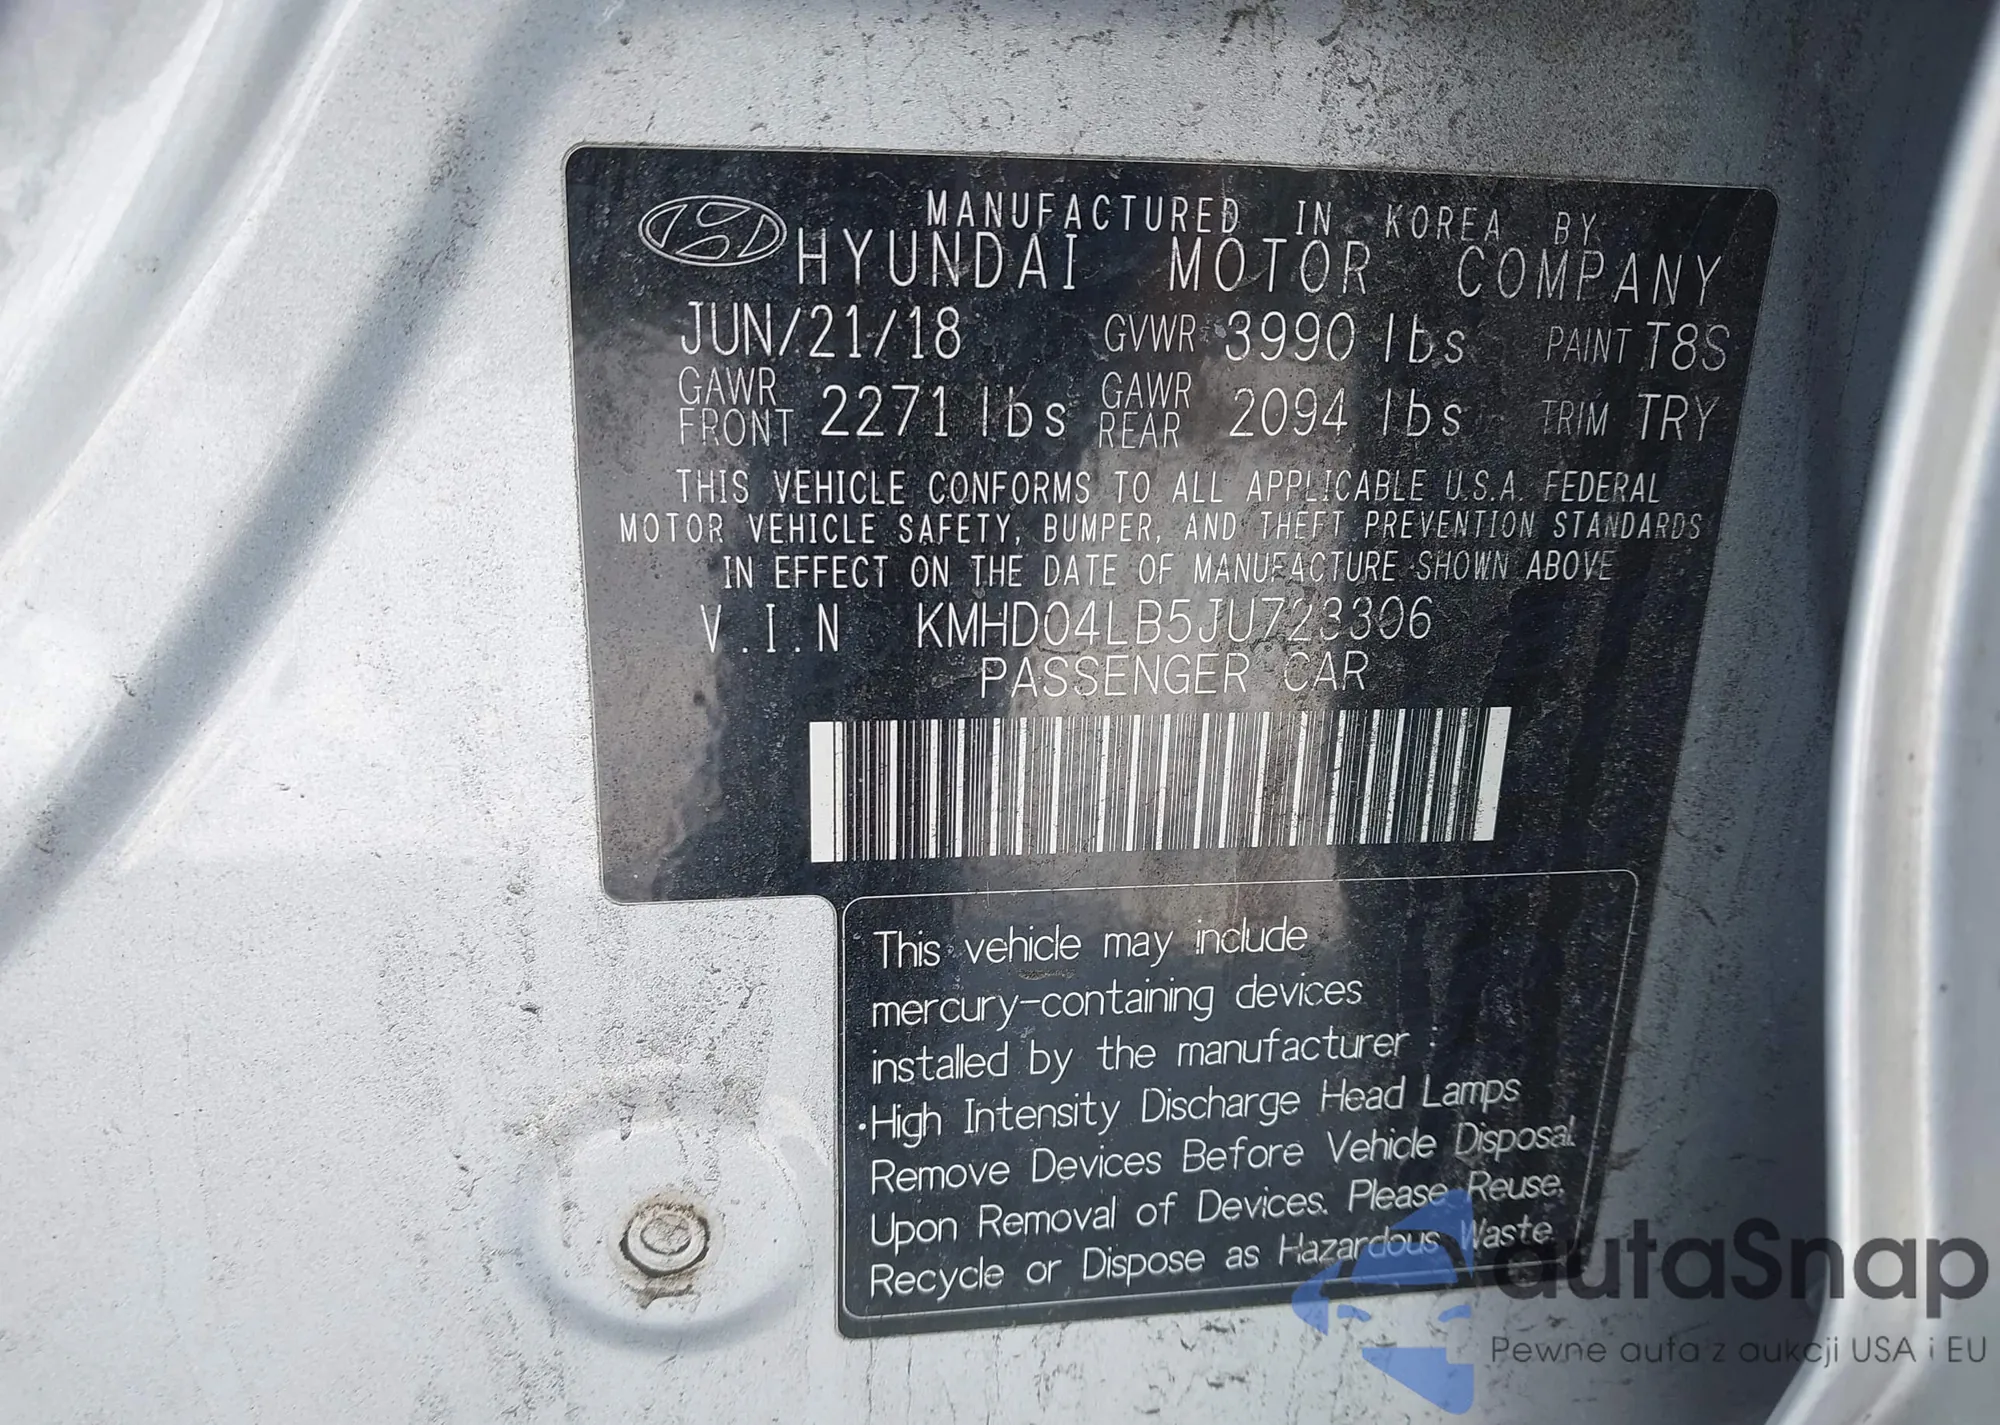 MANUFACTURED IN KOREA BY
HYUNDAI MOTOR COMPANY
JUN/21/18 GVWR 3990 lbs PAINT T8S
GAWR FRONT 2271 lbs GAWR REAR 2094 lbs TRIM TRY
THIS VEHICLE CONFORMS TO ALL APPLICABLE U.S.A. FEDERAL
MOTOR VEHICLE SAFETY, BUMPER, AND THEFT PREVENTION STANDARDS
IN EFFECT ON THE DATE OF MANUFACTURE SHOWN ABOVE
V.I.N KMHD04LB5JU723306
PASSENGER CAR
This vehicle may include
mercury-containing devices
installed by the manufacturer :
·High Intensity Discharge Head Lamps
Remove Devices Before Vehicle Disposal.
Upon Removal of Devices. Please Reuse,
Recycle or Dispose as Hazardous Waste.
autaSnap
Pewne auta z aukcji USA i EU